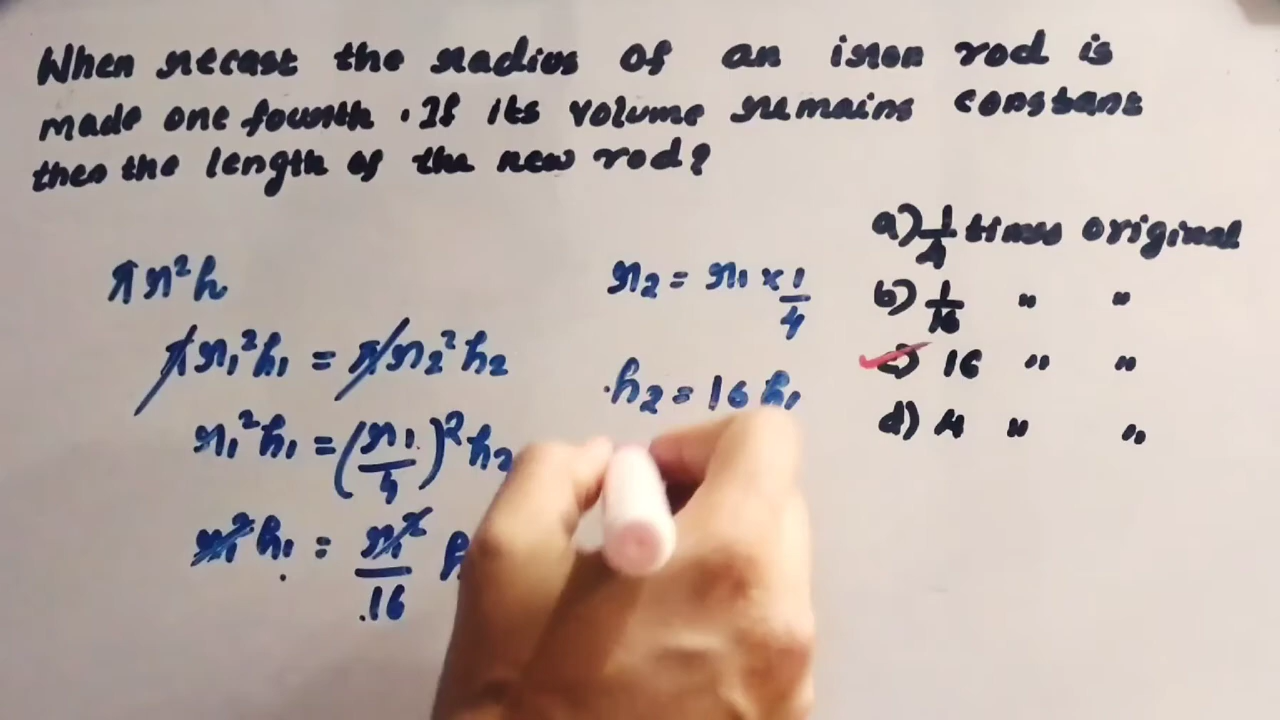 When recast the radius of an iron rod is
made one fourth. If its volume remains constant
then the length of the new rod?
a) 1/4 times original
b) 1/16 " "
c) 16 " "
d) 4 " "
πr²h
πr₁²h₁ = πr₂²h₂
r₁²h₁ = (r₁/4)²h₂
r₁²h₁ = r₁²/16
r₂ = r₁ × 1/4
h₂ = 16 h₁